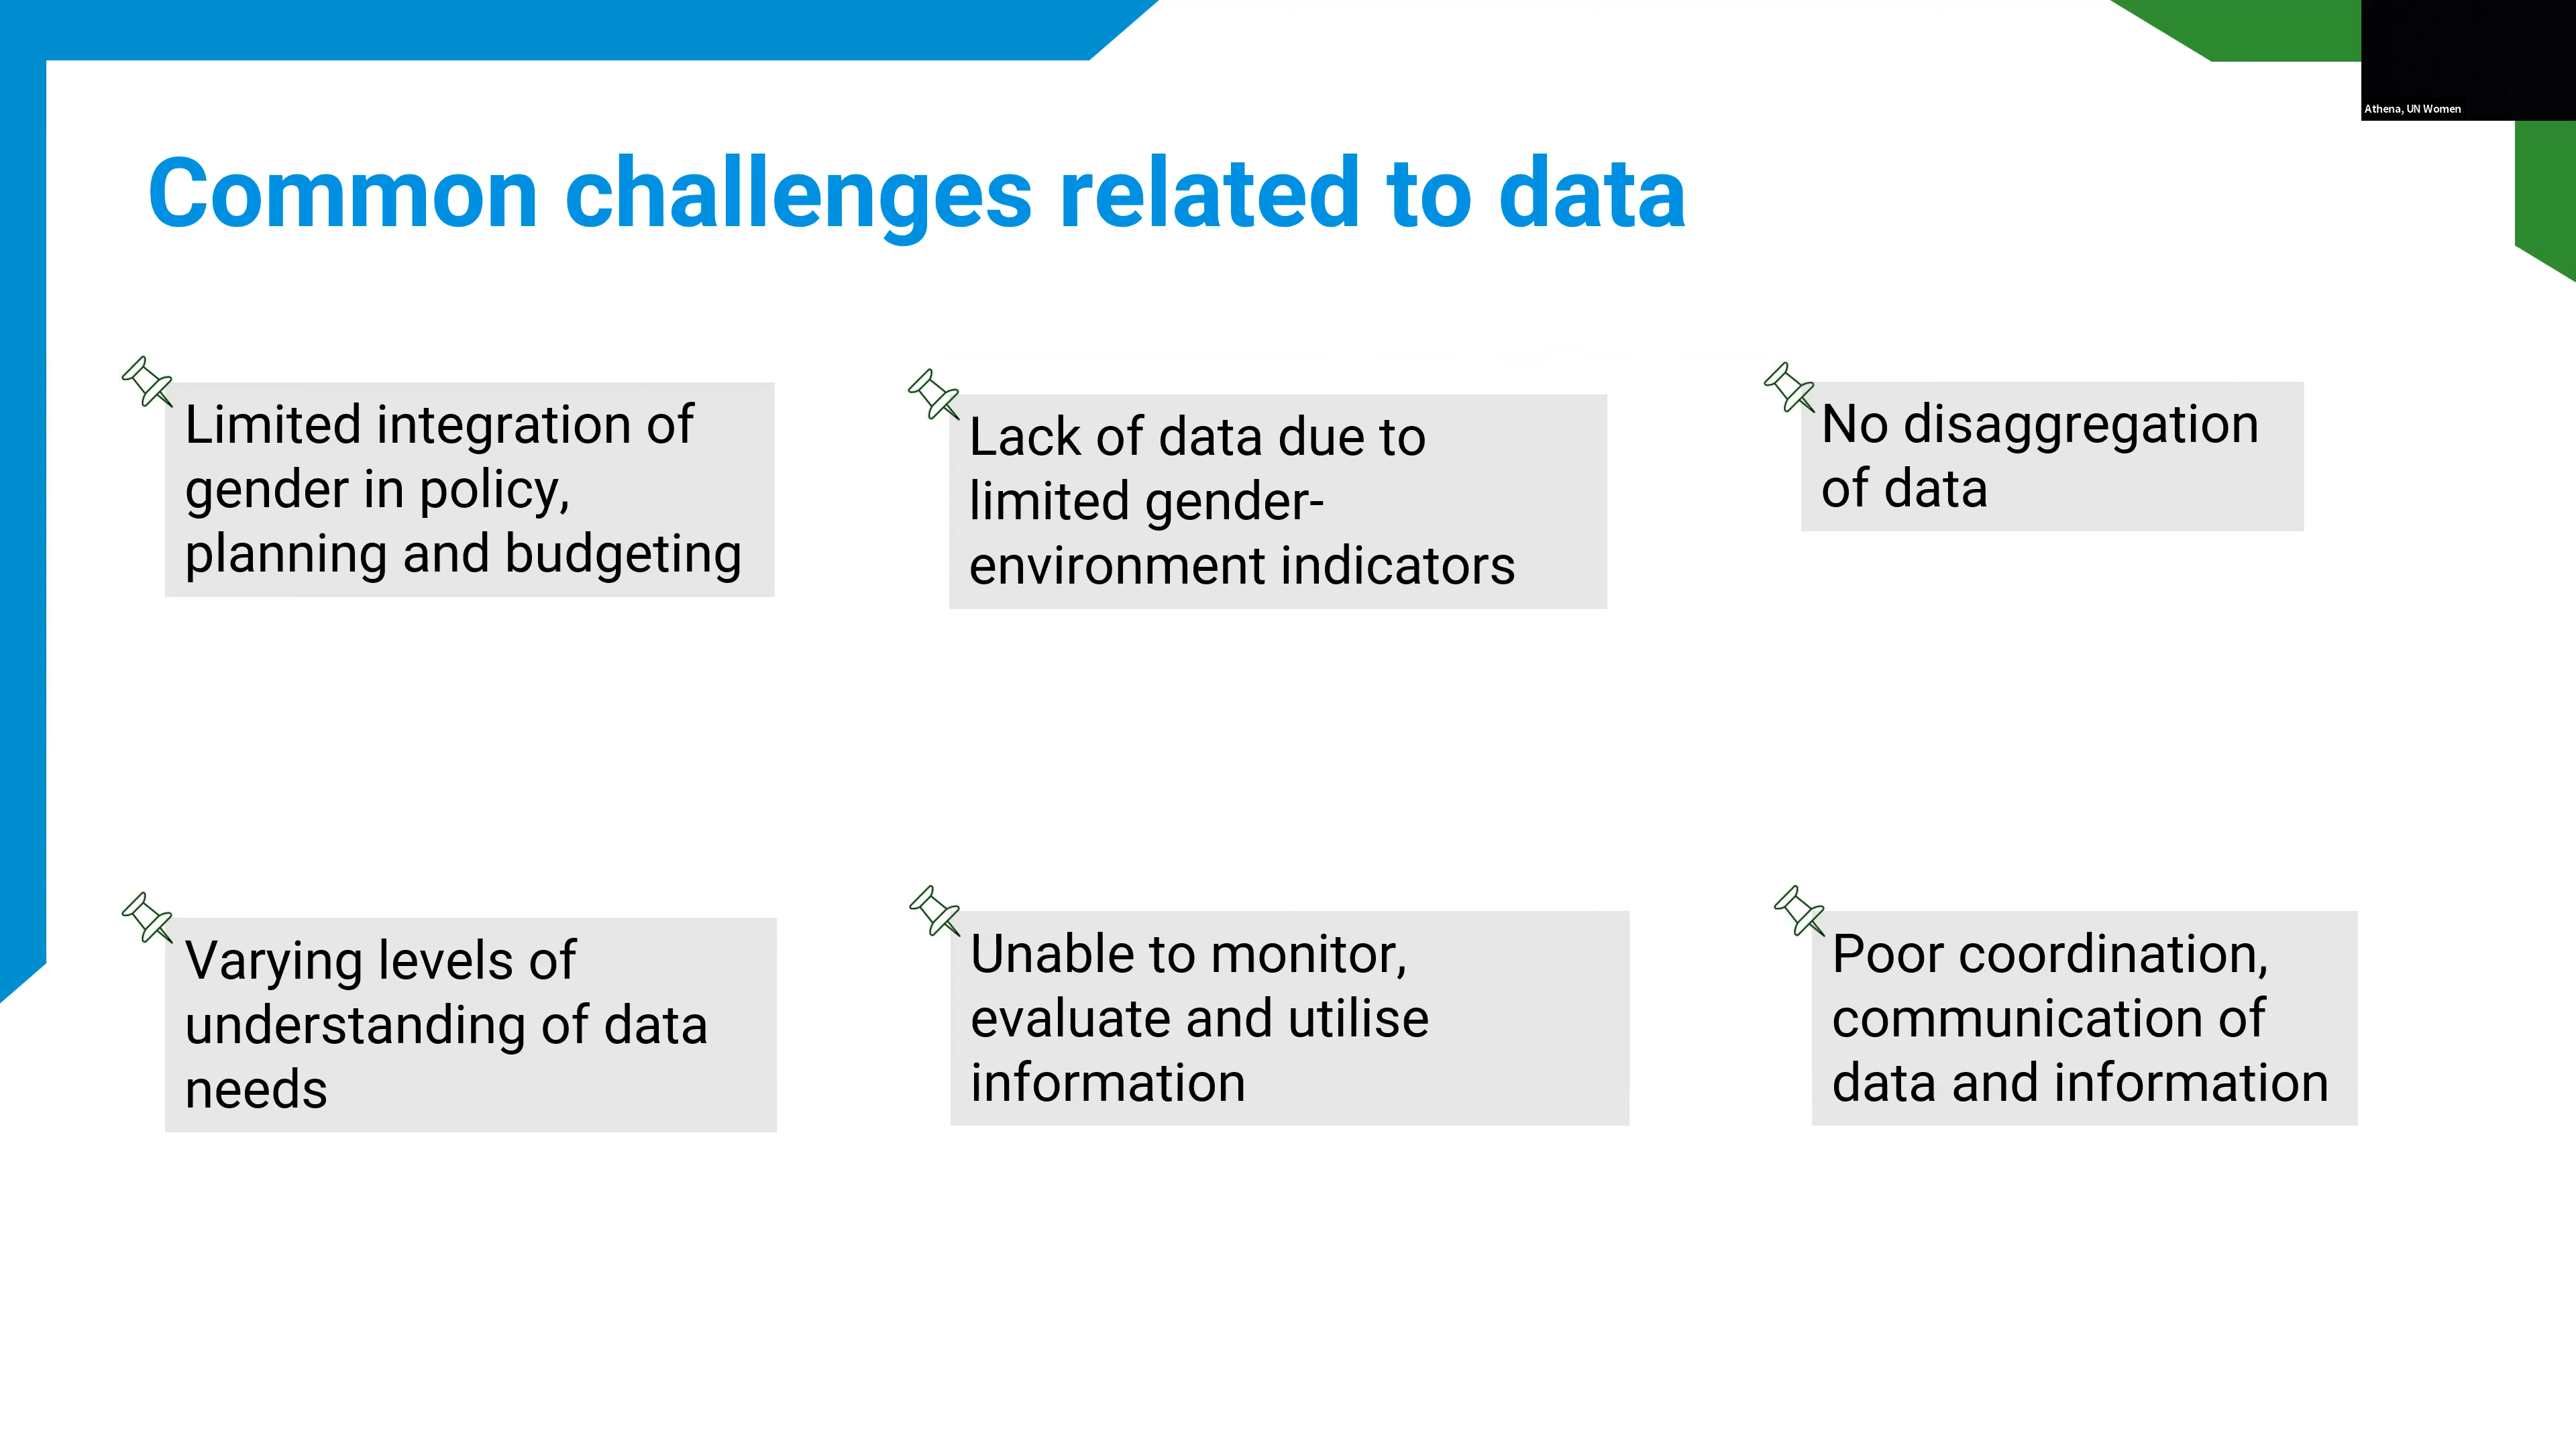 Athena, UN Women
Common challenges related to data
Limited integration of
gender in policy,
planning and budgeting
Lack of data due to
limited gender-
environment indicators
No disaggregation
of data
Varying levels of
understanding of data
needs
Unable to monitor,
evaluate and utilise
information
Poor coordination,
communication of
data and information